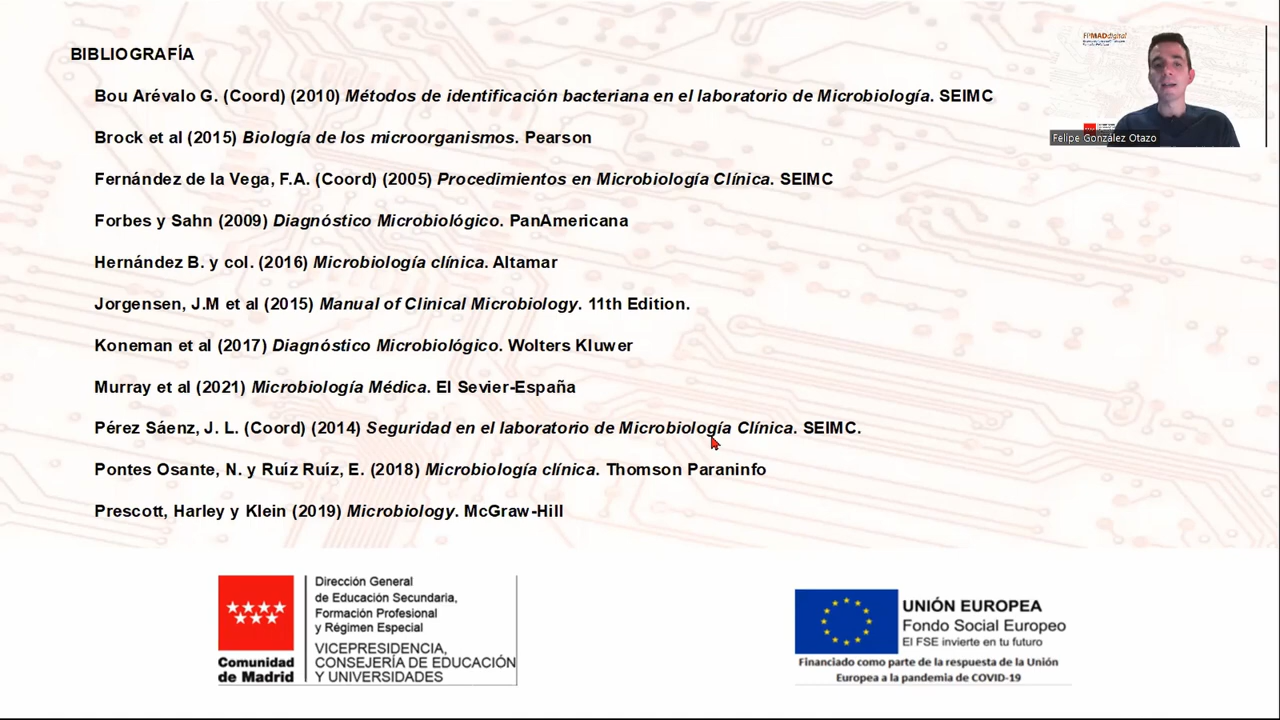 BIBLIOGRAFÍA
Bou Arévalo G. (Coord) (2010) Métodos de identificación bacteriana en el laboratorio de Microbiología. SEIMC
Brock et al (2015) Biología de los microorganismos. Pearson
Fernández de la Vega, F.A. (Coord) (2005) Procedimientos en Microbiología Clínica. SEIMC
Forbes y Sahn (2009) Diagnóstico Microbiológico. PanAmericana
Hernández B. y col. (2016) Microbiología clínica. Altamar
Jorgensen, J.M et al (2015) Manual of Clinical Microbiology. 11th Edition.
Koneman et al (2017) Diagnóstico Microbiológico. Wolters Kluwer
Murray et al (2021) Microbiología Médica. El Sevier-España
Pérez Sáenz, J. L. (Coord) (2014) Seguridad en el laboratorio de Microbiología Clínica. SEIMC.
Pontes Osante, N. y Ruíz Ruíz, E. (2018) Microbiología clínica. Thomson Paraninfo
Prescott, Harley y Klein (2019) Microbiology. McGraw-Hill
FPMADdigital
Felipe González Otazo
Comunidad
de Madrid
Dirección General
de Educación Secundaria,
Formación Profesional
y Régimen Especial
VICEPRESIDENCIA,
CONSEJERÍA DE EDUCACIÓN
Y UNIVERSIDADES
UNIÓN EUROPEA
Fondo Social Europeo
El FSE invierte en tu futuro
Financiado como parte de la respuesta de la Unión
Europea a la pandemia de COVID-19